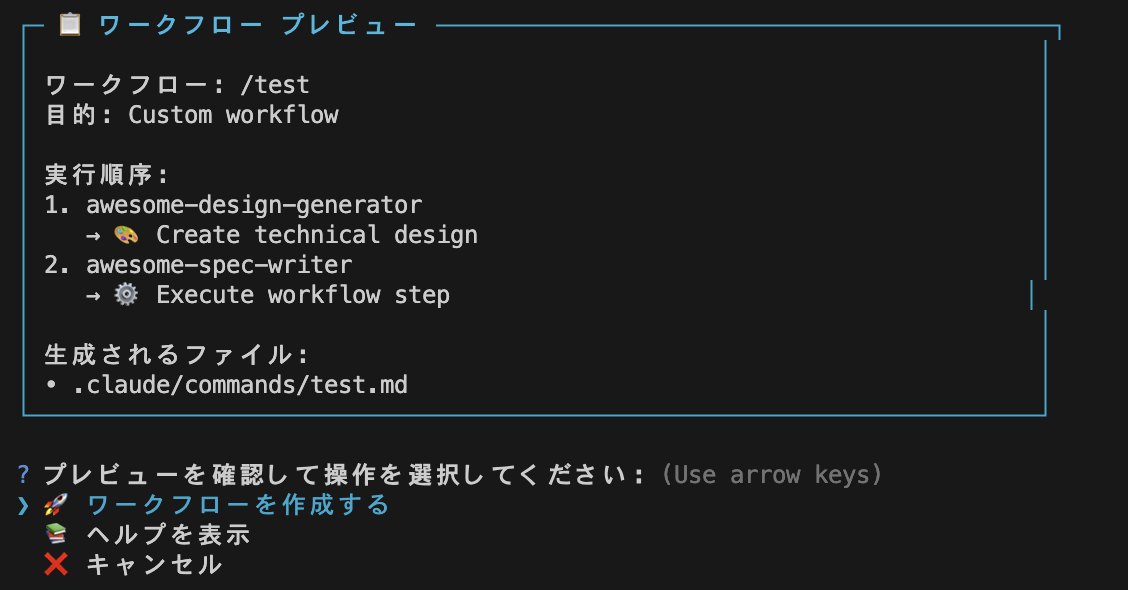 📋 ワークフロー プレビュー
ワークフロー: /test
目的: Custom workflow
実行順序:
1. awesome-design-generator
→ 🎨 Create technical design
2. awesome-spec-writer
→ ⚙️ Execute workflow step
生成されるファイル:
• .claude/commands/test.md
? プレビューを確認して操作を選択してください: (Use arrow keys)
❯ 🚀 ワークフローを作成する
📚 ヘルプを表示
❌ キャンセル